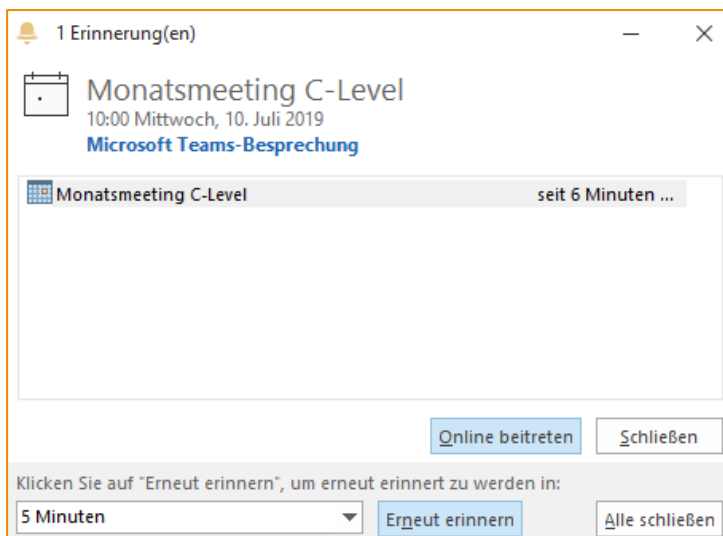 1 Erinnerung(en)
Monatsmeeting C-Level
10:00 Mittwoch, 10. Juli 2019
Microsoft Teams-Besprechung
Monatsmeeting C-Level seit 6 Minuten ...
Online beitreten Schließen
Klicken Sie auf "Erneut erinnern", um erneut erinnert zu werden in:
5 Minuten Erneut erinnern Alle schließen